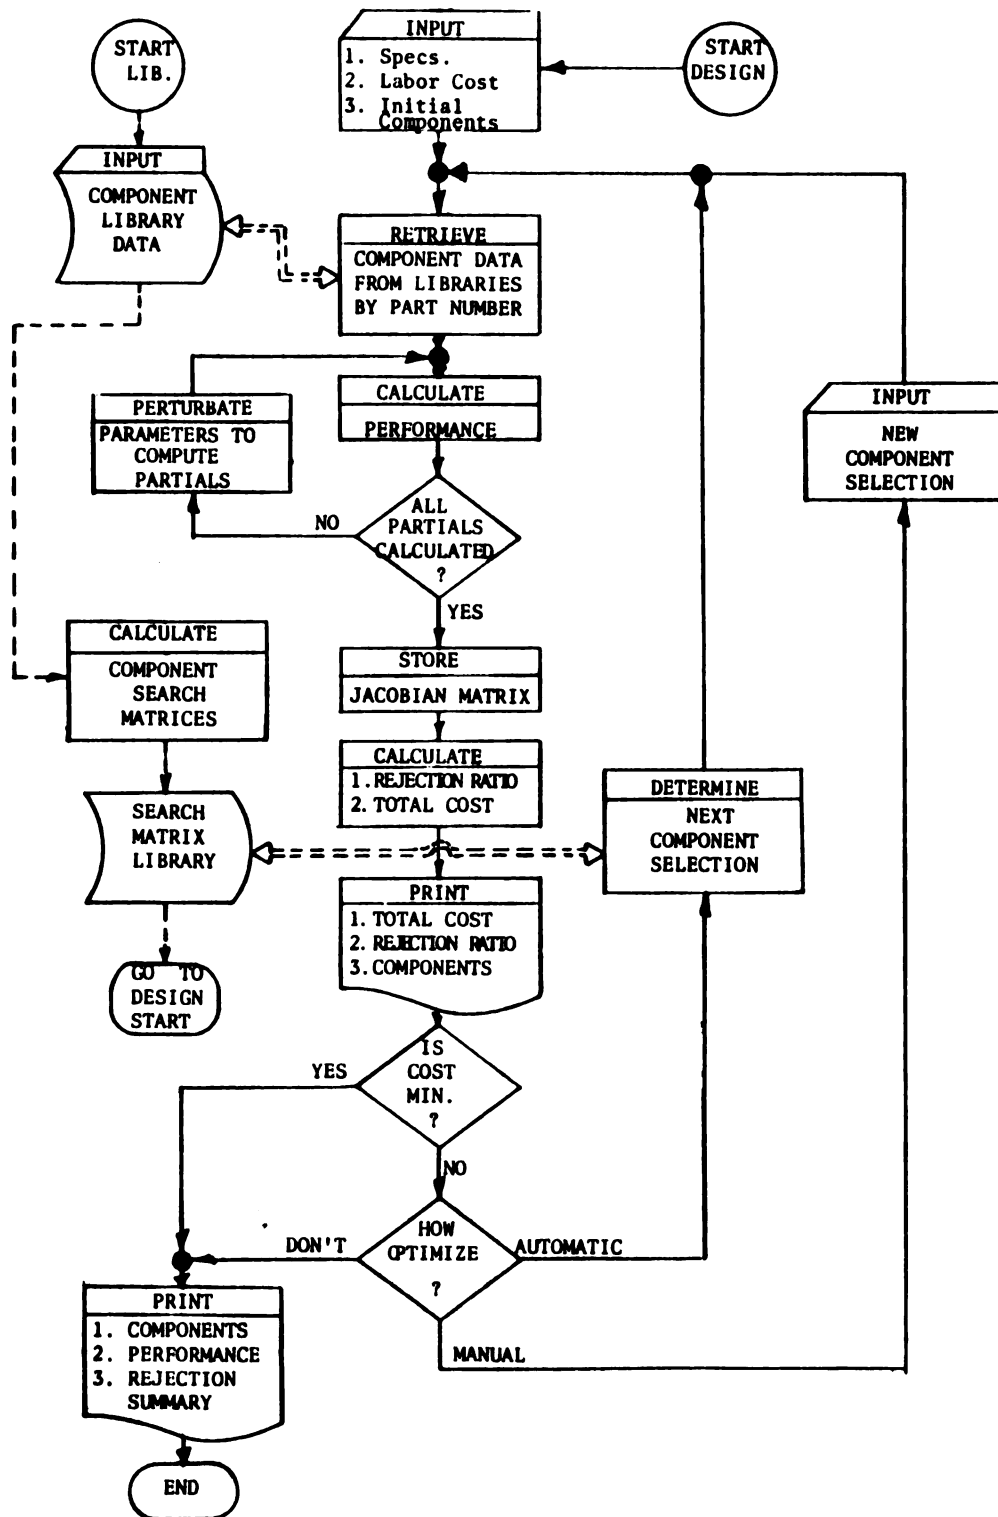 START
LIB.
INPUT
1. Specs.
2. Labor Cost
3. Initial
Components
START
DESIGN
INPUT
COMPONENT
LIBRARY
DATA
RETRIEVE
COMPONENT DATA
FROM LIBRARIES
BY PART NUMBER
CALCULATE
PERFORMANCE
PERTURBATE
PARAMETERS TO
COMPUTE
PARTIALS
INPUT
NEW
COMPONENT
SELECTION
ALL
PARTIALS
CALCULATED
?
NO
YES
CALCULATE
COMPONENT
SEARCH
MATRICES
STORE
JACOBIAN MATRIX
CALCULATE
1. REJECTION RATIO
2. TOTAL COST
DETERMINE
NEXT
COMPONENT
SELECTION
SEARCH
MATRIX
LIBRARY
PRINT
1. TOTAL COST
2. REJECTION RATIO
3. COMPONENTS
GO TO
DESIGN
START
IS
COST
MIN.
?
YES
NO
HOW
OPTIMIZE
?
DON'T
AUTOMATIC
MANUAL
PRINT
1. COMPONENTS
2. PERFORMANCE
3. REJECTION
SUMMARY
END